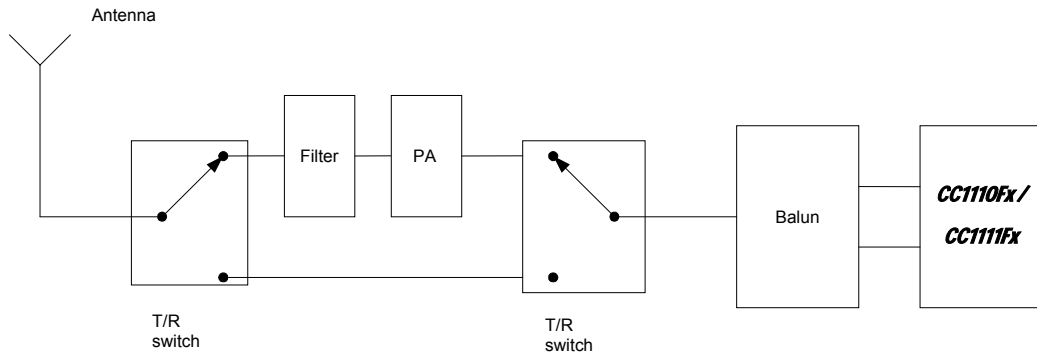 Antenna
Filter
PA
Balun
CC1110Fx /
CC1111Fx
T/R
switch
T/R
switch